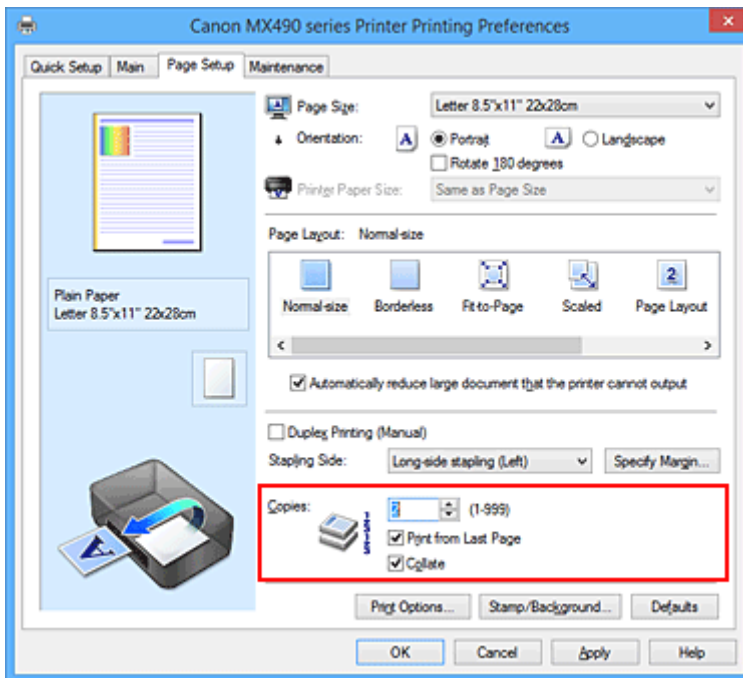 Canon MX490 series Printer Printing Preferences
Quick Setup Main Page Setup Maintenance
Page Size: Letter 8.5"x11" 22x28cm
Orientation: A Portrait A Landscape
Rotate 180 degrees
Printer Paper Size: Same as Page Size
Page Layout: Normal-size
2
Normal-size Borderless Fit-to-Page Scaled Page Layout
Plain Paper
Letter 8.5"x11" 22x28cm
Automatically reduce large document that the printer cannot output
Duplex Printing (Manual)
Stapling Side: Long-side stapling (Left) Specify Margin...
Copies: 2 (1-999)
Print from Last Page
Collate
A
Print Options... Stamp/Background... Defaults
OK Cancel Apply Help